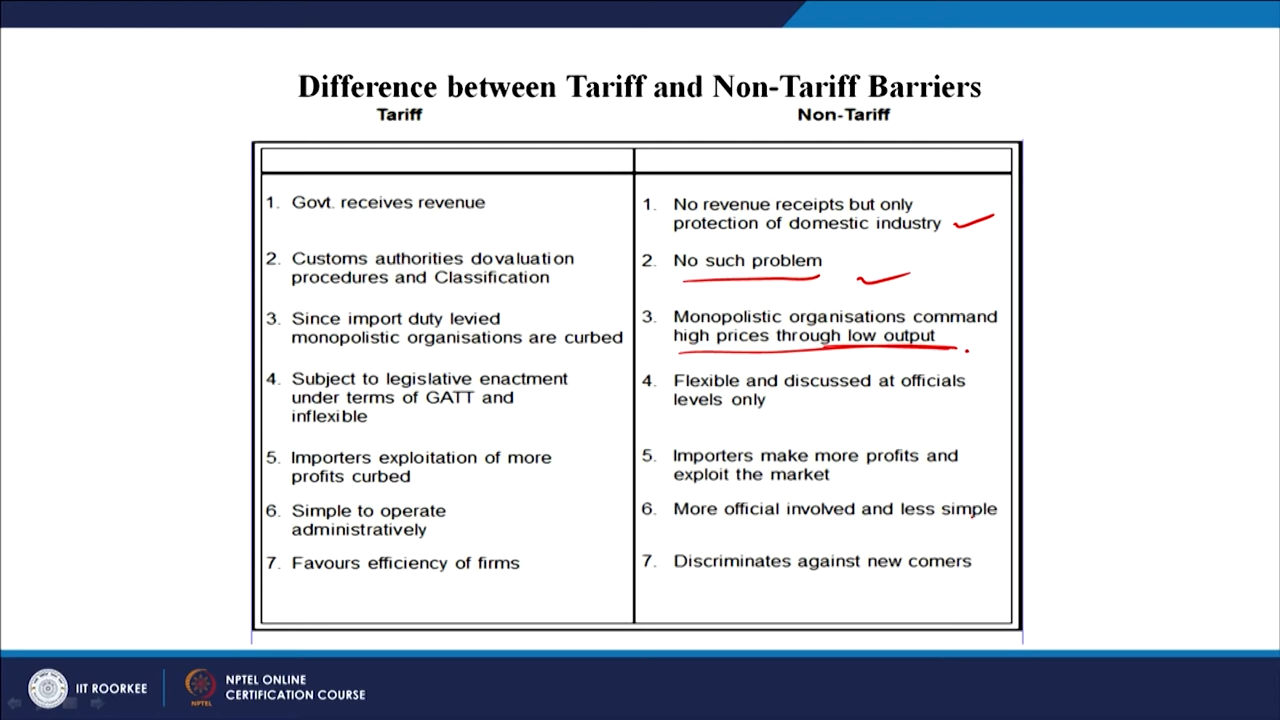 Difference between Tariff and Non-Tariff Barriers
Tariff
Non-Tariff
1. Govt. receives revenue
1. No revenue receipts but only
protection of domestic industry
2. Customs authorities do valuation
procedures and Classification
2. No such problem
3. Since import duty levied
monopolistic organisations are curbed
3. Monopolistic organisations command
high prices through low output
4. Subject to legislative enactment
under terms of GATT and
inflexible
4. Flexible and discussed at officials
levels only
5. Importers exploitation of more
profits curbed
5. Importers make more profits and
exploit the market
6. Simple to operate
administratively
6. More official involved and less simple
7. Favours efficiency of firms
7. Discriminates against new comers
IIT ROORKEE
NPTEL
NPTEL ONLINE
CERTIFICATION COURSE